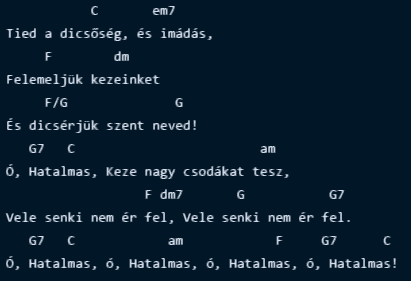 C em7
Tied a dicsőség, és imádás,
F dm
Felemeljük kezeinket
F/G G
És dicsérjük szent neved!
G7 C am
Ó, Hatalmas, Keze nagy csodákat tesz,
F dm7 G G7
Vele senki nem ér fel, Vele senki nem ér fel.
G7 C am F G7 C
Ó, Hatalmas, ó, Hatalmas, ó, Hatalmas, ó, Hatalmas!